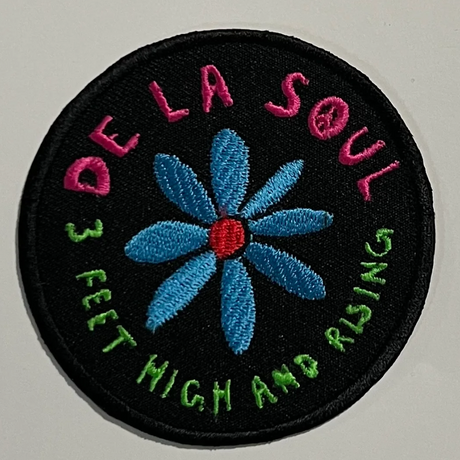 DE LA SOUL
3 FEET HIGH AND RISING